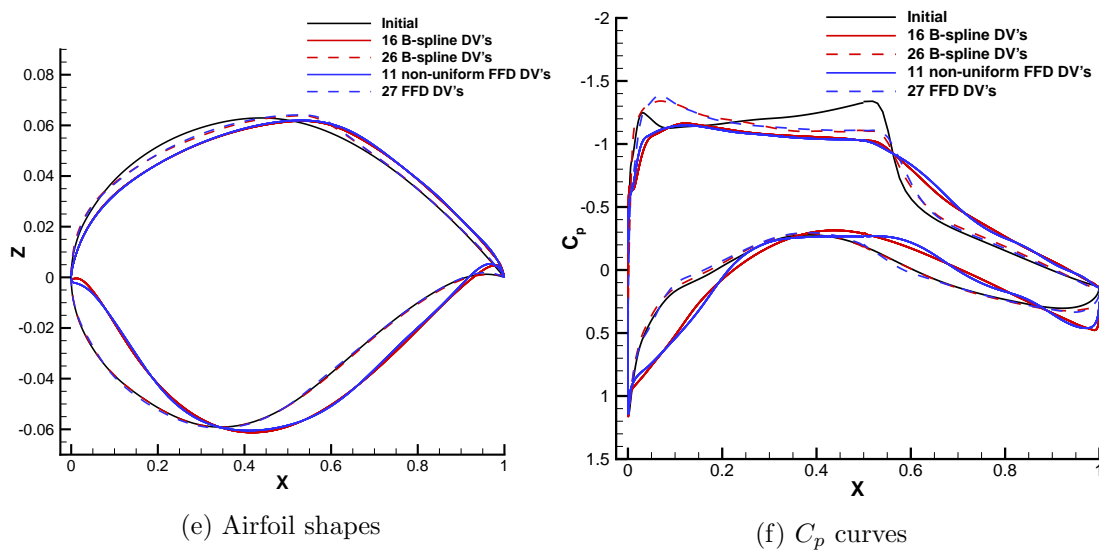 Initial
16 B-spline DV's
26 B-spline DV's
11 non-uniform FFD DV's
27 FFD DV's
0.08
0.06
0.04
0.02
0
-0.02
-0.04
-0.06
Z
0 0.2 0.4 0.6 0.8 1
X
(e) Airfoil shapes
Initial
16 B-spline DV's
26 B-spline DV's
11 non-uniform FFD DV's
27 FFD DV's
-2
-1.5
-1
-0.5
0
0.5
1
1.5
Cp
0 0.2 0.4 0.6 0.8 1
X
(f) Cp curves